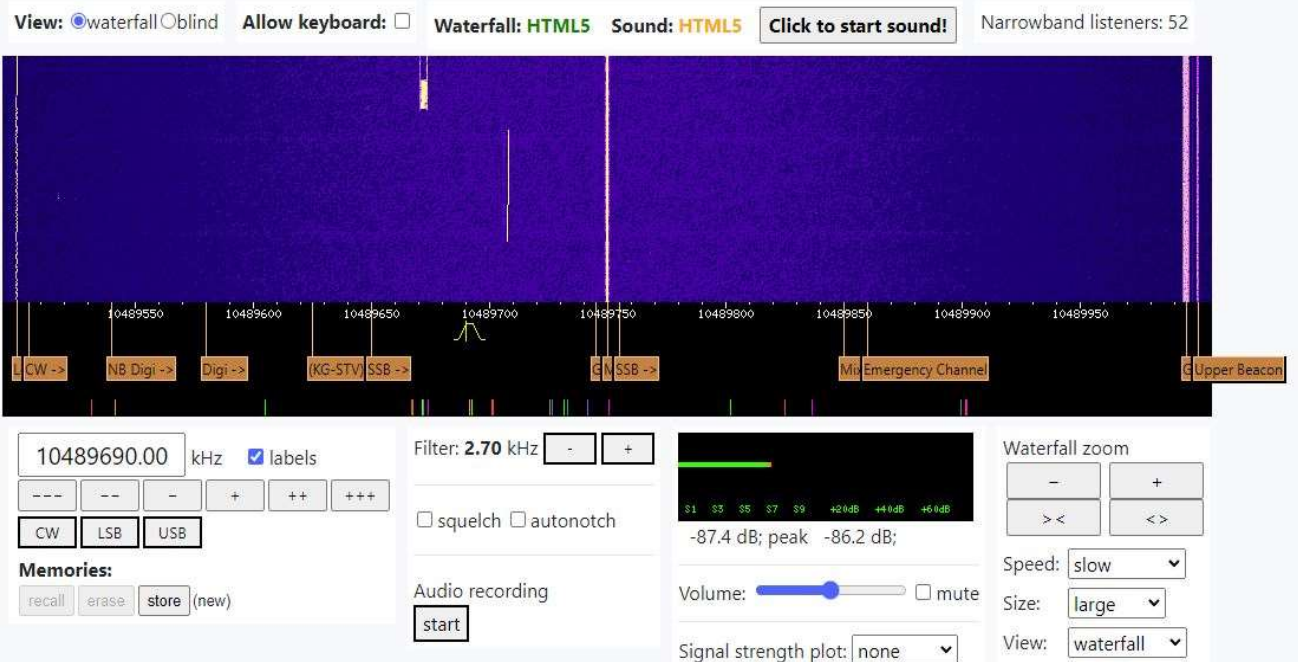 View: waterfall blind Allow keyboard: Waterfall: HTML5 Sound: HTML5 Click to start sound! Narrowband listeners: 52
10489550 10489600 10489650 10489700 10489750 10489800 10489850 10489900 10489950
L CW -> NB Digi -> Digi -> (KG-STV) SSB -> G M SSB -> Mix Emergency Channel G Upper Beacon
10489690.00 kHz labels
--- -- - + ++ +++
CW LSB USB
Memories:
recall erase store (new)
Filter: 2.70 kHz - +
squelch autonotch
Audio recording
start
S1 S3 S5 S7 S9 +20dB +40dB +60dB
-87.4 dB; peak -86.2 dB;
Volume: mute
Signal strength plot: none
Waterfall zoom
- +
> < < >
Speed: slow
Size: large
View: waterfall